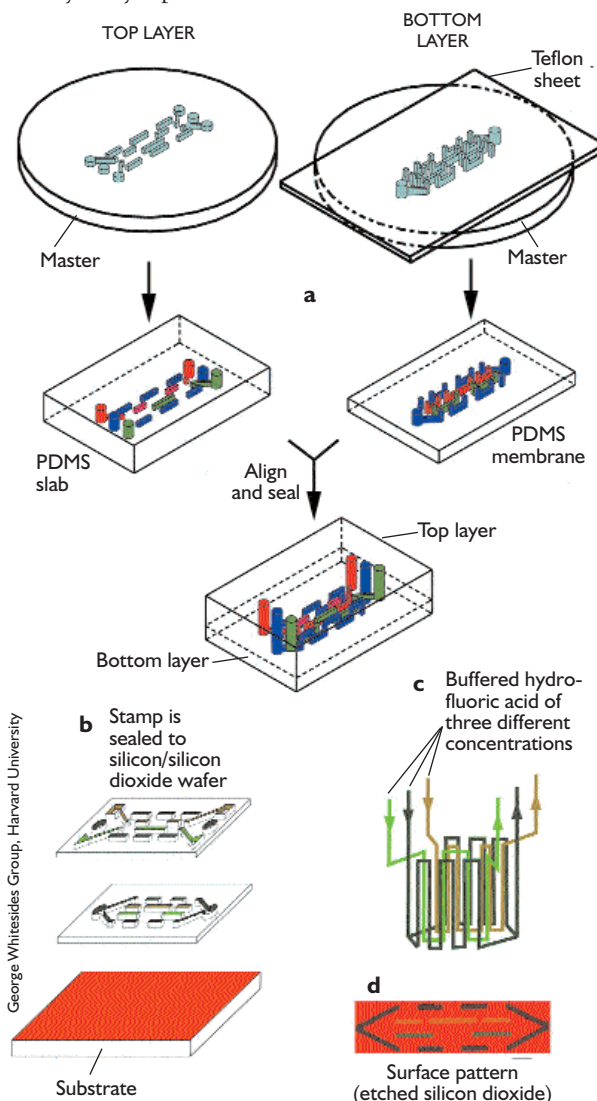 TOP LAYER
BOTTOM
LAYER
Teflon
sheet
Master
Master
a
PDMS
slab
PDMS
membrane
Align
and seal
Top layer
Bottom layer
b
Stamp is
sealed to
silicon/silicon
dioxide wafer
c
Buffered hydro-
fluoric acid of
three different
concentrations
George Whitesides Group, Harvard University
Substrate
d
Surface pattern
(etched silicon dioxide)